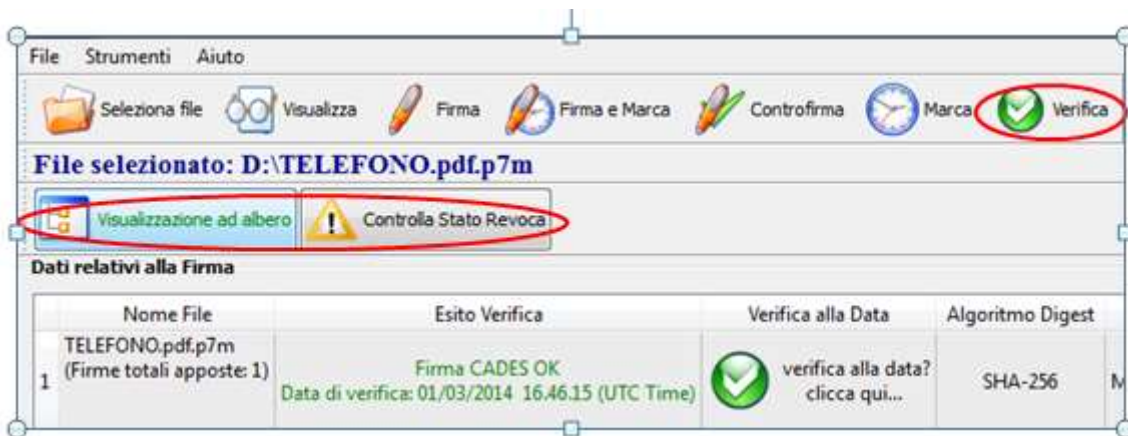 File Strumenti Aiuto
Seleziona file Visualizza Firma Firma e Marca Controfirma Marca Verifica
File selezionato: D:\TELEFONO.pdf.p7m
Visualizzazione ad albero Controlla Stato Revoca
Dati relativi alla Firma
Nome File Esito Verifica Verifica alla Data Algoritmo Digest
TELEFONO.pdf.p7m
1 (Firme totali apposte: 1) Firma CADES OK verifica alla data? SHA-256
Data di verifica: 01/03/2014 16.46.15 (UTC Time) clicca qui...